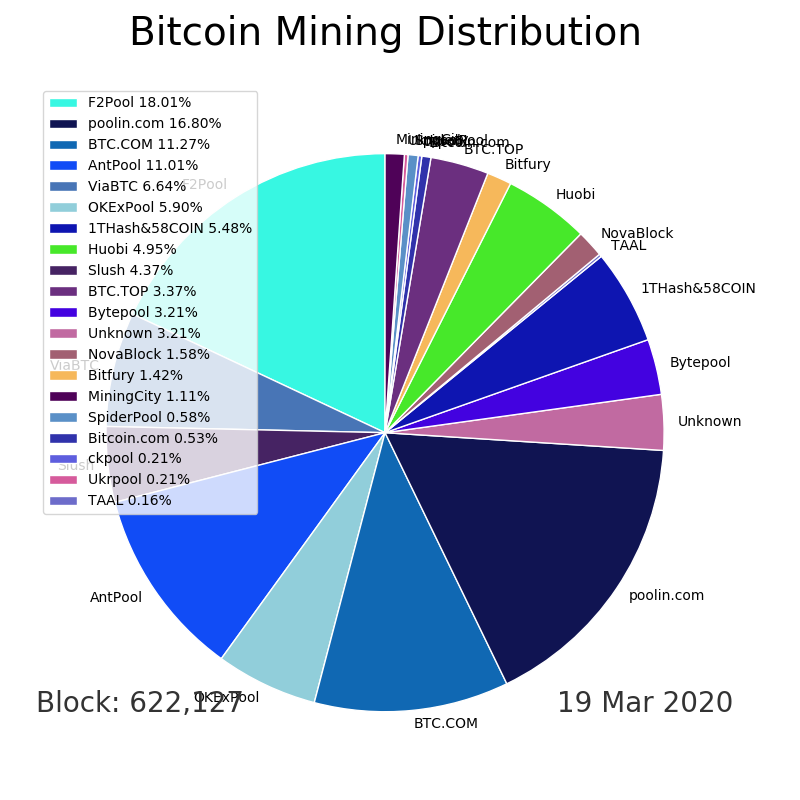 Bitcoin Mining Distribution
F2Pool 18.01%
poolin.com 16.80%
BTC.COM 11.27%
AntPool 11.01%
ViaBTC 6.64%
OKExPool 5.90%
1THash&58COIN 5.48%
Huobi 4.95%
Slush 4.37%
BTC.TOP 3.37%
Bytepool 3.21%
Unknown 3.21%
NovaBlock 1.58%
Bitfury 1.42%
MiningCity 1.11%
SpiderPool 0.58%
Bitcoin.com 0.53%
ckpool 0.21%
Ukrpool 0.21%
TAAL 0.16%
F2Pool
ViaBTC
Slush
AntPool
OKExPool
BTC.COM
poolin.com
Unknown
Bytepool
1THash&58COIN
TAAL
NovaBlock
Huobi
Bitfury
BTC.TOP
Block: 622,127
19 Mar 2020